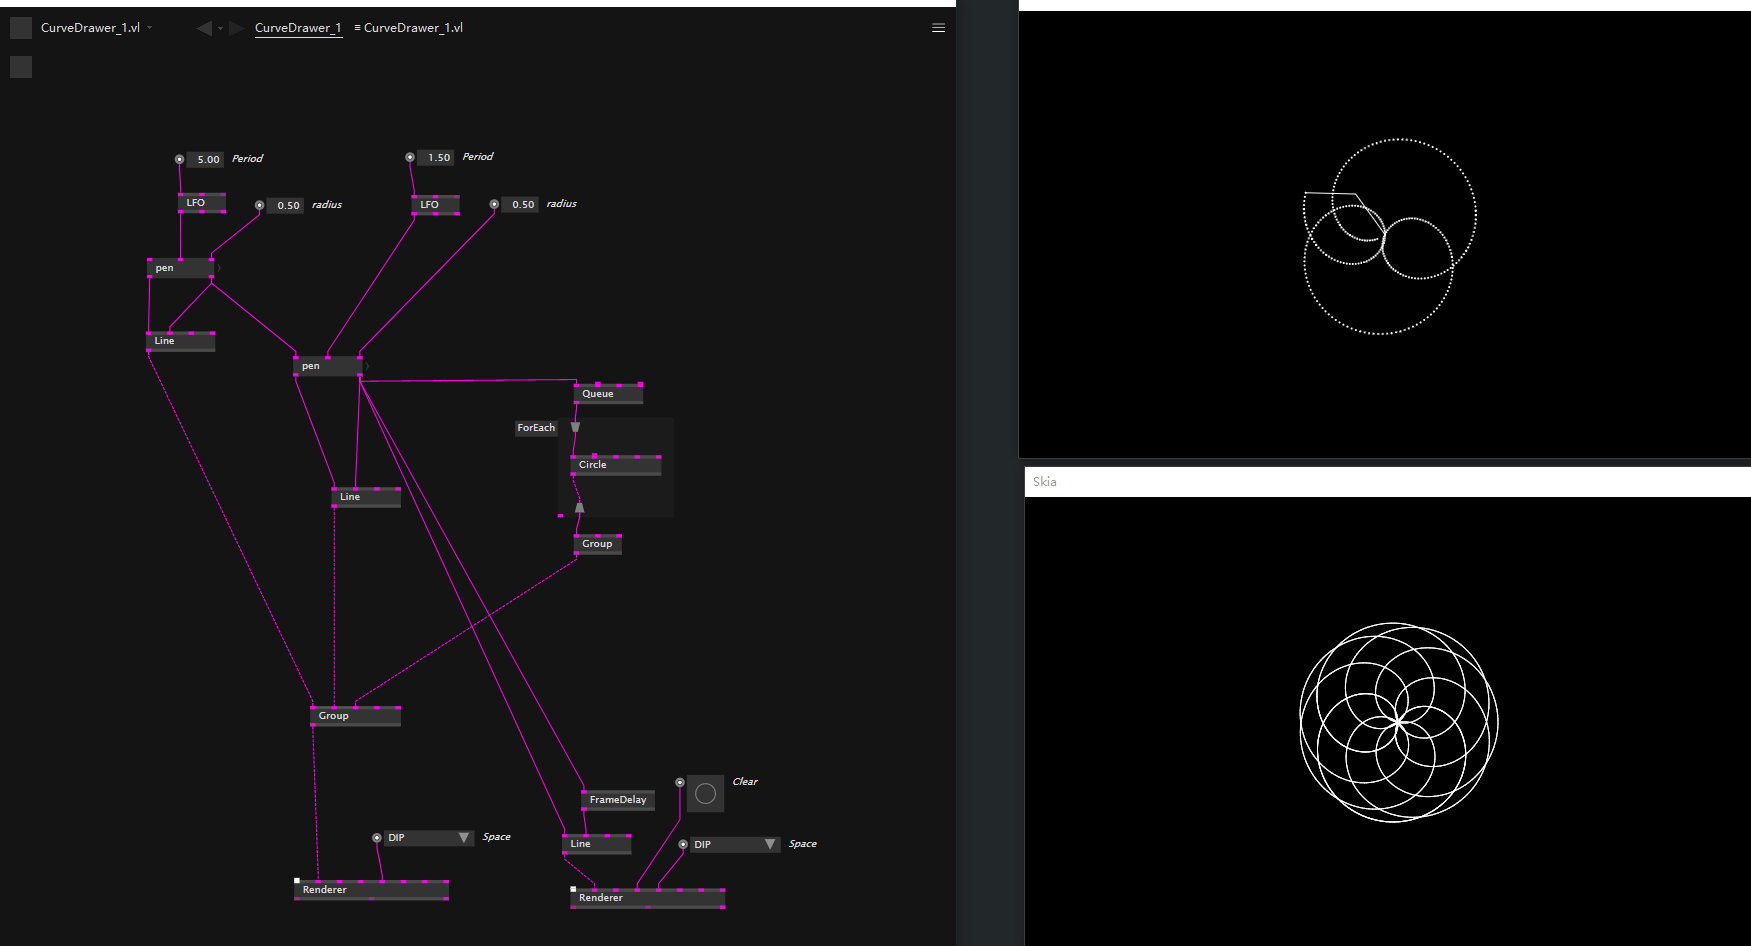 CurveDrawer_1.vl
CurveDrawer_1
≡ CurveDrawer_1.vl
5.00 Period
1.50 Period
LFO
0.50 radius
LFO
0.50 radius
pen
Line
pen
Queue
ForEach
Circle
Line
Group
Group
Clear
FrameDelay
DIP Space
Line
DIP Space
Renderer
Renderer
Skia